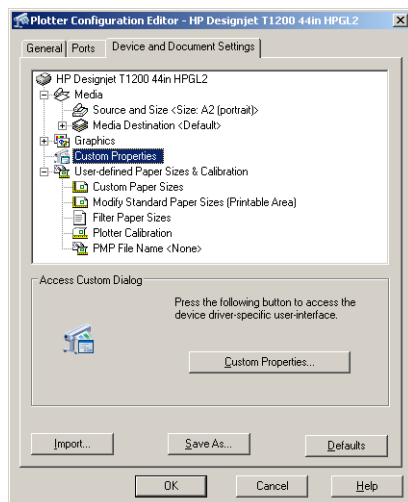 Plotter Configuration Editor - HP Designjet T1200 44in HPGL2
General Ports Device and Document Settings
HP Designjet T1200 44in HPGL2
Media
Source and Size <Size: A2 (portrait)>
Media Destination <Default>
Graphics
Custom Properties
User-defined Paper Sizes & Calibration
Custom Paper Sizes
Modify Standard Paper Sizes (Printable Area)
Filter Paper Sizes
Plotter Calibration
PMP File Name <None>
Access Custom Dialog
Press the following button to access the
device driver-specific user-interface.
Custom Properties...
Import... Save As... Defaults
OK Cancel Help